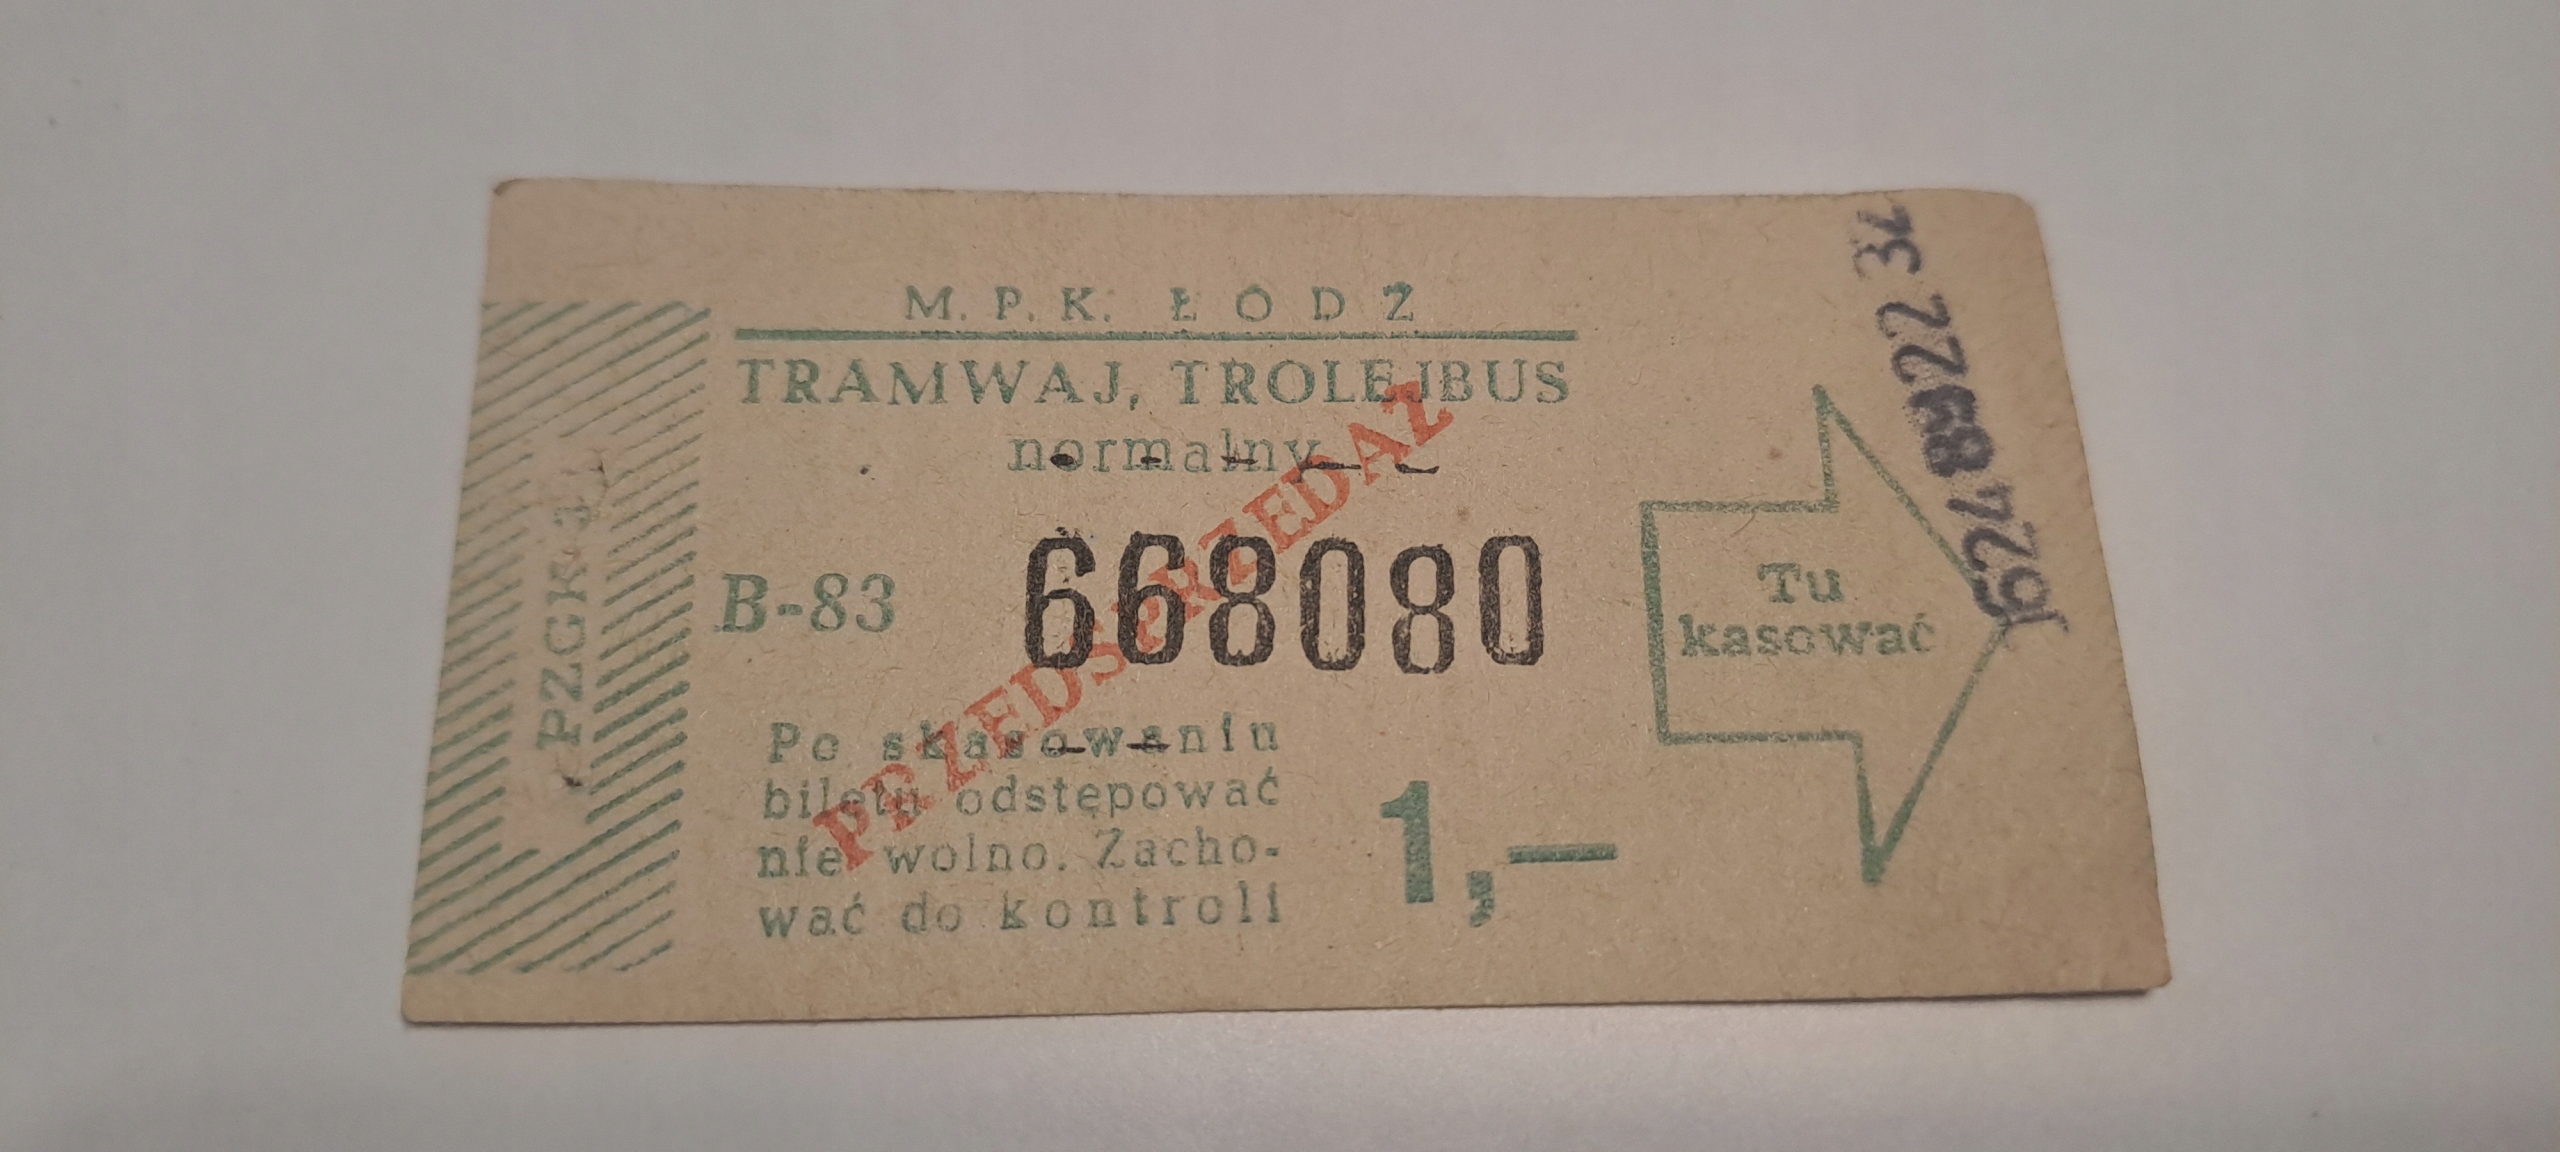 M. P. K. ŁÓDŹ
TRAMWAJ, TROLEJBUS
normalny
PRZEDSPRZEDAŻ
B-83 668080
Po skasowaniu
biletu odstępować
nie wolno. Zacho-
wać do kontroli
1,—
Tu
kasować
PZGK-3